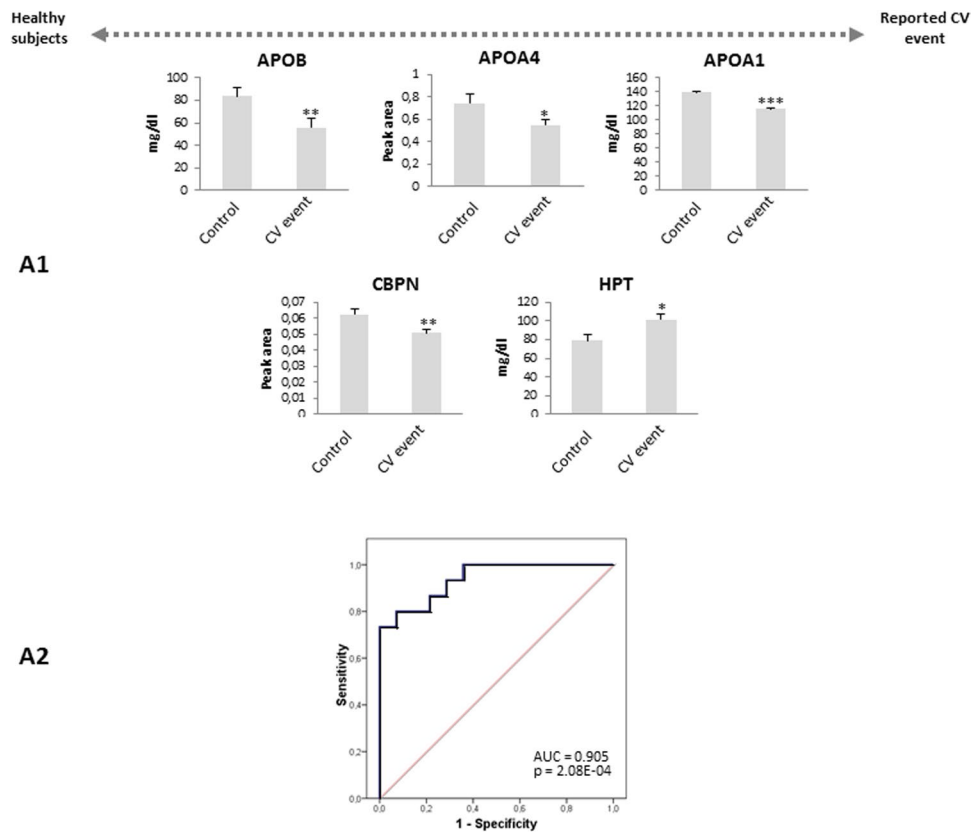 Healthy
subjects
Reported CV
event
A1
APOB
mg/dl
100
80
60
40
20
0
**
Control
CV event
APOA4
Peak area
1
0,8
0,6
0,4
0,2
0
*
Control
CV event
APOA1
mg/dl
160
140
120
100
80
60
40
20
0
***
Control
CV event
CBPN
Peak area
0,07
0,06
0,05
0,04
0,03
0,02
0,01
0
**
Control
CV event
HPT
mg/dl
120
100
80
60
40
20
0
*
Control
CV event
A2
Sensitivity
1,0
0,8
0,6
0,4
0,2
0,0
AUC = 0.905
p = 2.08E-04
0,0 0,2 0,4 0,6 0,8 1,0
1 - Specificity